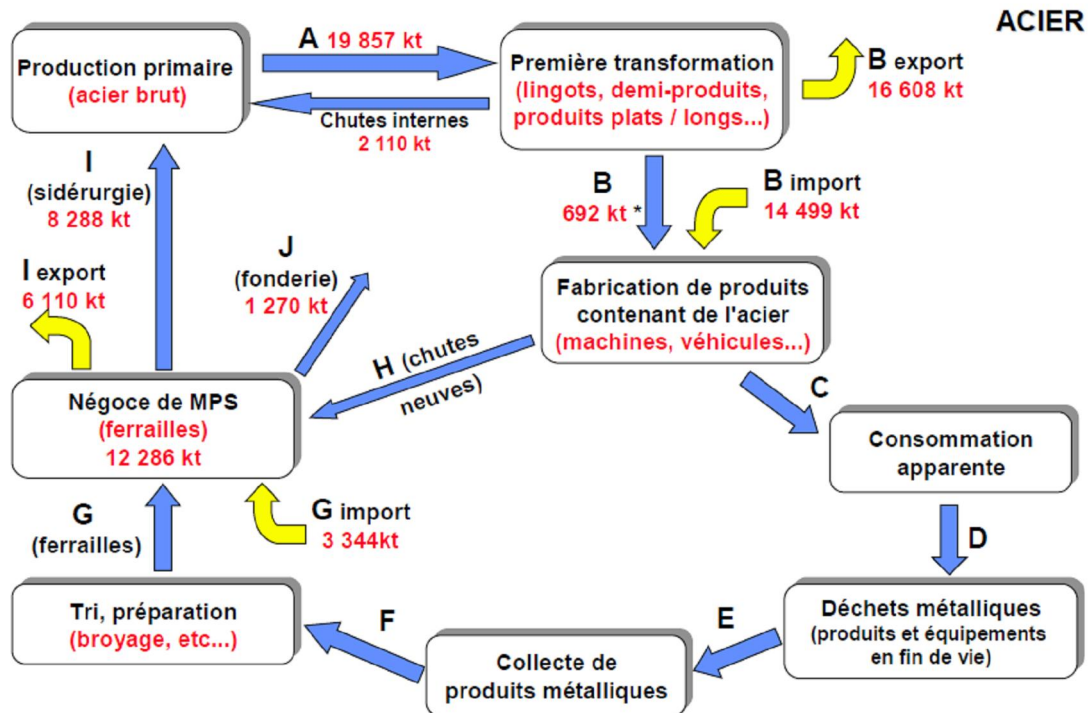 ACIER
Production primaire
(acier brut)
A 19 857 kt
Chutes internes
2 110 kt
Première transformation
(lingots, demi-produits,
produits plats / longs...)
B export
16 608 kt
I
(sidérurgie)
8 288 kt
B
692 kt *
B import
14 499 kt
J
(fonderie)
1 270 kt
I export
6 110 kt
Fabrication de produits
contenant de l'acier
(machines, véhicules...)
H (chutes
neuves)
C
Négoce de MPS
(ferrailles)
12 286 kt
Consommation
apparente
G
(ferrailles)
G import
3 344kt
D
Tri, préparation
(broyage, etc...)
F
E
Déchets métalliques
(produits et équipements
en fin de vie)
Collecte de
produits métalliques